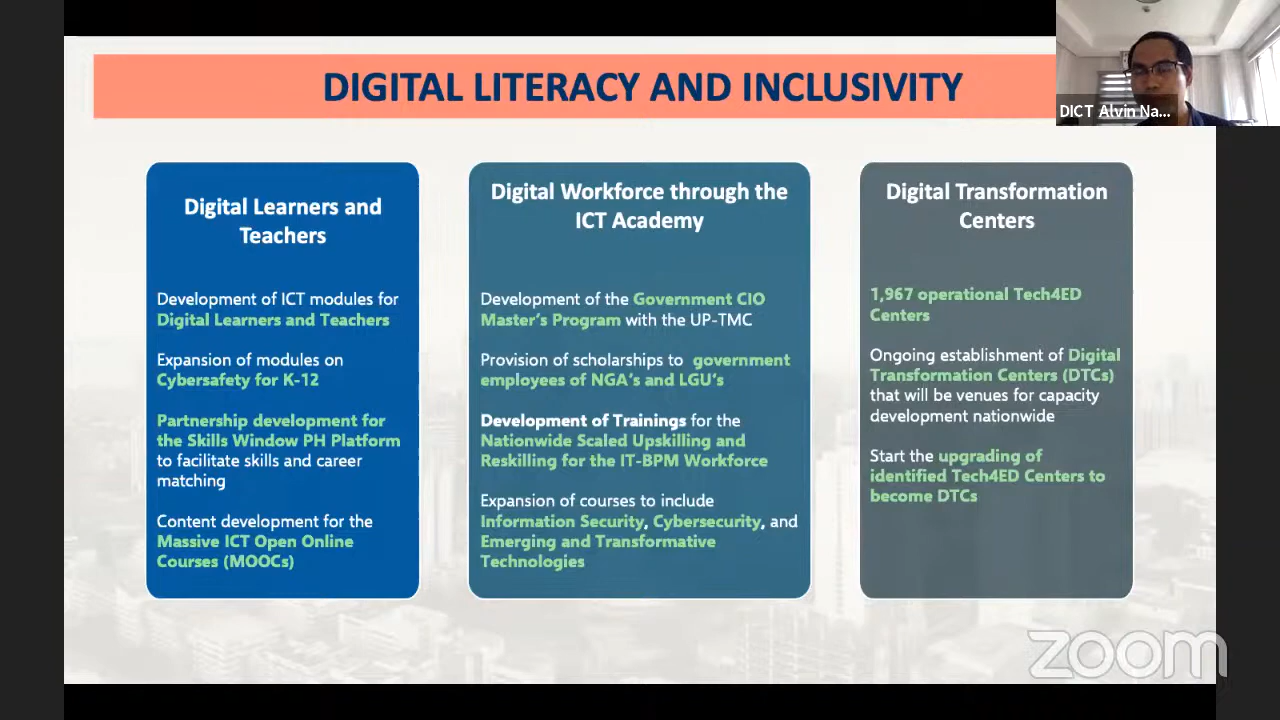 DIGITAL LITERACY AND INCLUSIVITY
DICT Alvin Na...
Digital Learners and
Teachers
Development of ICT modules for
Digital Learners and Teachers
Expansion of modules on
Cybersafety for K-12
Partnership development for
the Skills Window PH Platform
to facilitate skills and career
matching
Content development for the
Massive ICT Open Online
Courses (MOOCs)
Digital Workforce through the
ICT Academy
Development of the Government CIO
Master's Program with the UP-TMC
Provision of scholarships to government
employees of NGA's and LGU's
Development of Trainings for the
Nationwide Scaled Upskilling and
Reskilling for the IT-BPM Workforce
Expansion of courses to include
Information Security, Cybersecurity, and
Emerging and Transformative
Technologies
Digital Transformation
Centers
1,967 operational Tech4ED
Centers
Ongoing establishment of Digital
Transformation Centers (DTCs)
that will be venues for capacity
development nationwide
Start the upgrading of
identified Tech4ED Centers to
become DTCs
zoom